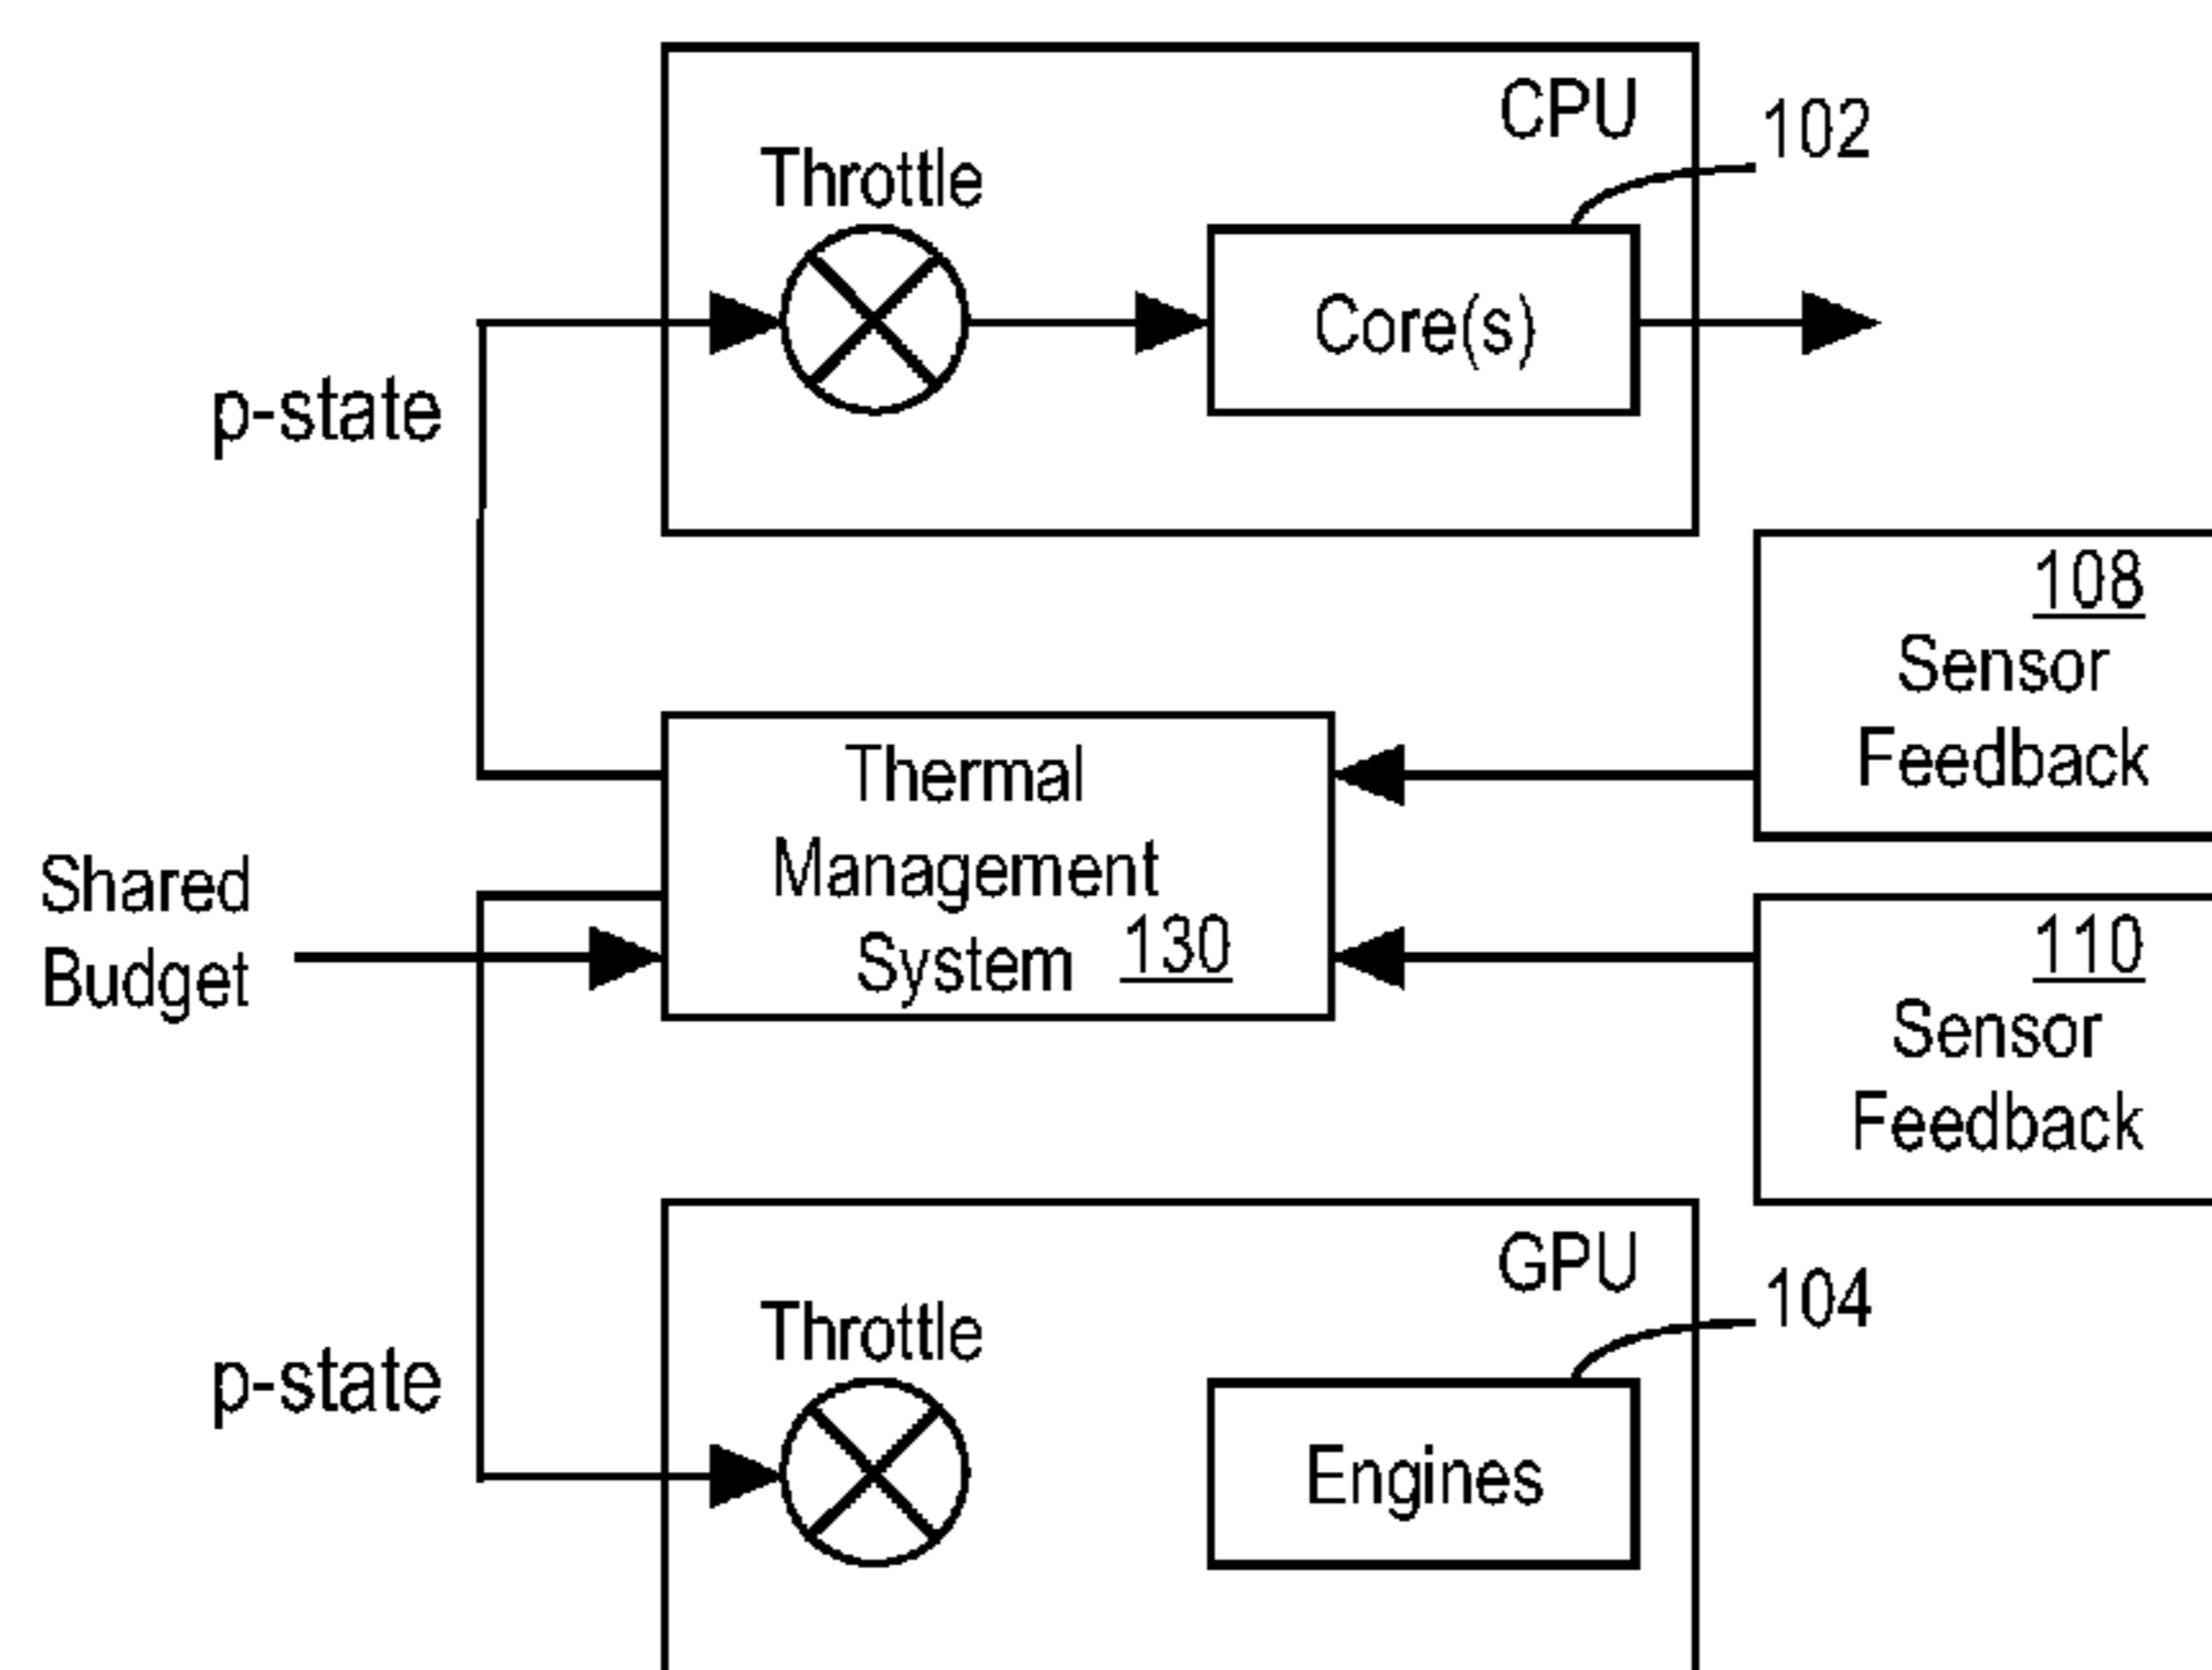 CPU
102
Throttle
Core(s)
p-state
108
Sensor
Feedback
Thermal
Management
System 130
Shared
Budget
110
Sensor
Feedback
GPU
104
Throttle
p-state
Engines